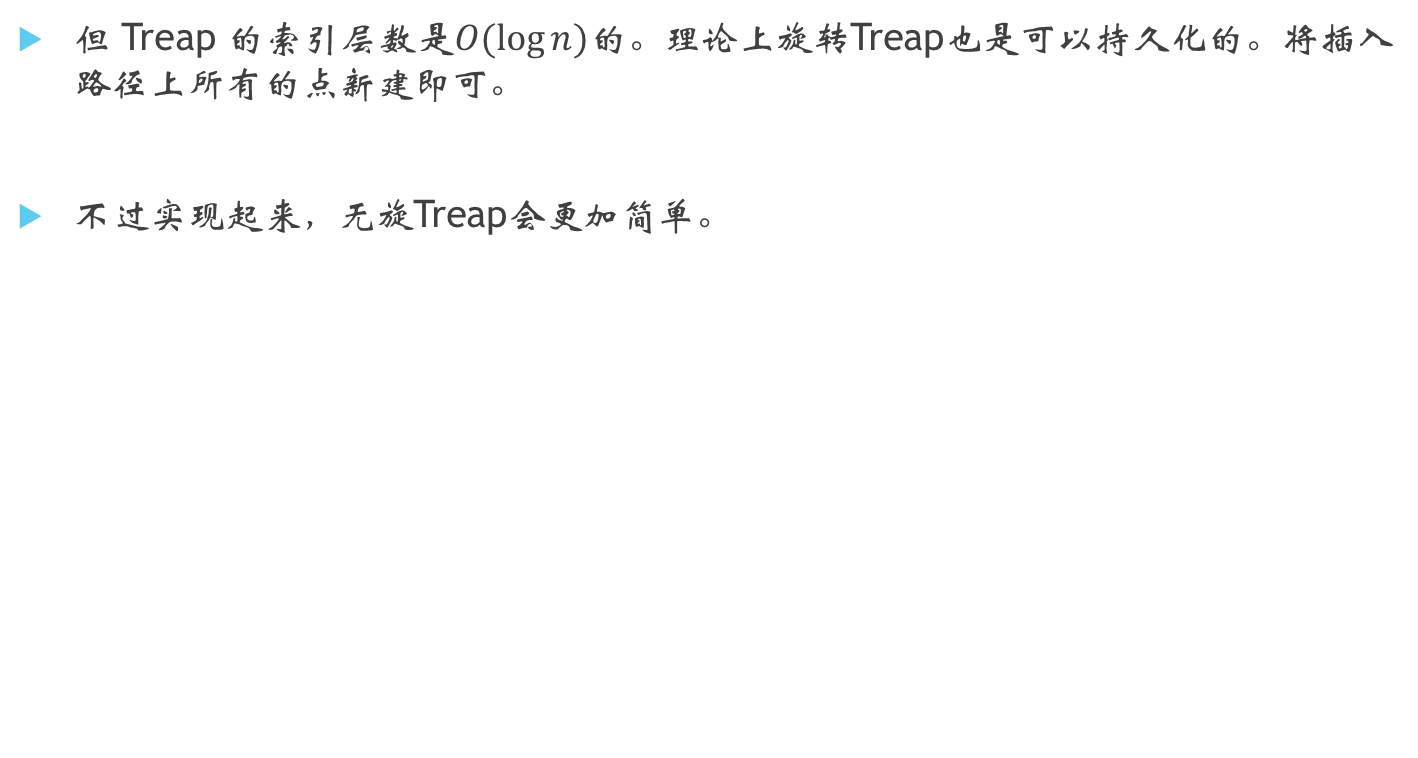 但 Treap 的索引层数是O(log n)的。理论上旋转Treap也是可以持久化的。将插入
路径上所有的点新建即可。
不过实现起来，无旋Treap会更加简单。